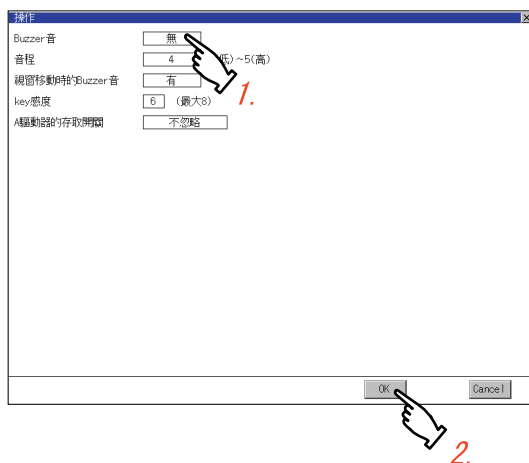 操作
Buzzer音 無
音程 4 低)~5(高)
視窗移動時的Buzzer音 有
1.
key感度 6 (最大8)
A驅動器的存取開關 不忽略
OK Cancel
2.